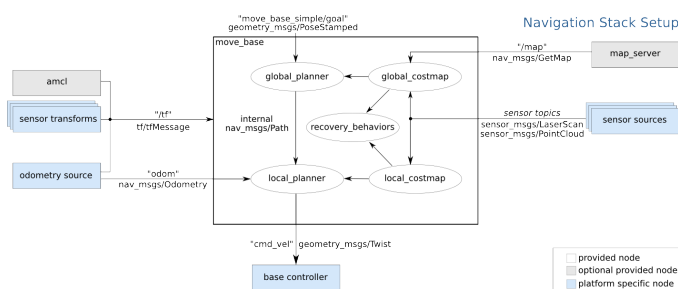 "move_base_simple/goal"
geometry_msgs/PoseStamped
Navigation Stack Setup
move_base
"/map"
nav_msgs/GetMap
map_server
global_planner
global_costmap
amcl
sensor transforms
"/tf"
tf/tfMessage
internal
nav_msgs/Path
recovery_behaviors
sensor topics
sensor_msgs/LaserScan
sensor_msgs/PointCloud
sensor sources
odometry source
"odom"
nav_msgs/Odometry
local_planner
local_costmap
"cmd_vel" geometry_msgs/Twist
base controller
provided node
optional provided node
platform specific node